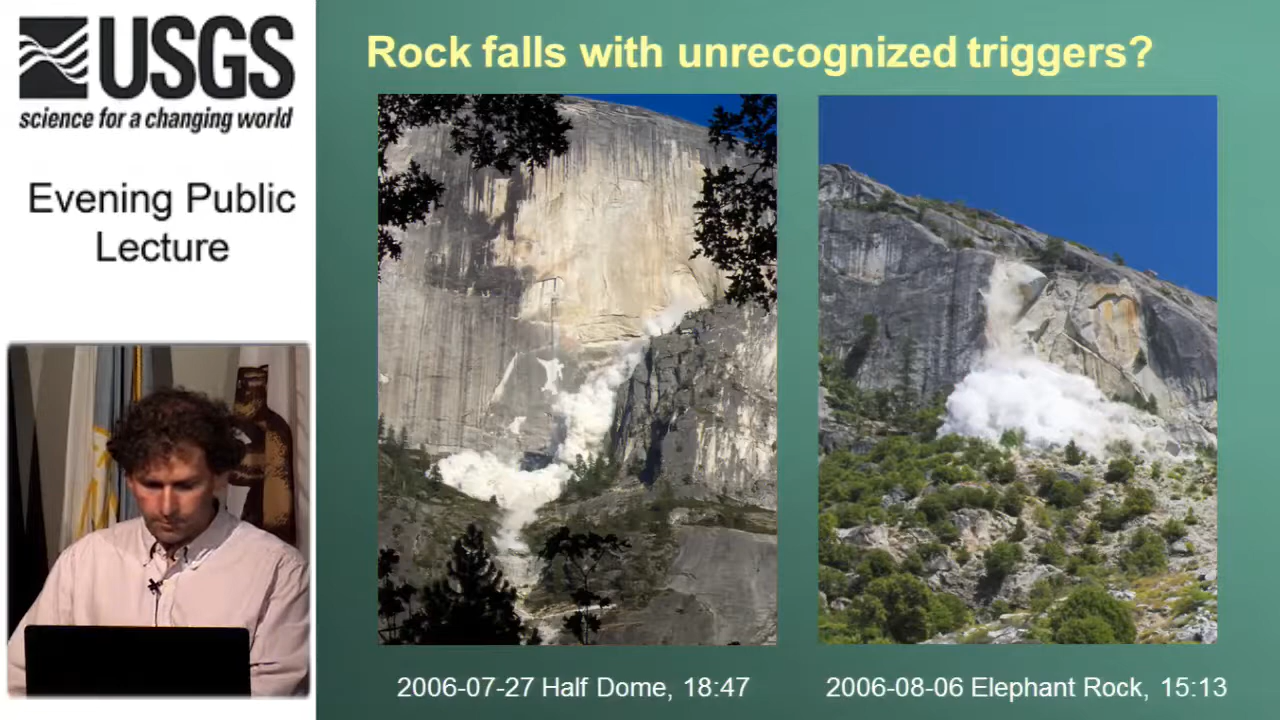 USGS
science for a changing world
Evening Public
Lecture
Rock falls with unrecognized triggers?
2006-07-27 Half Dome, 18:47
2006-08-06 Elephant Rock, 15:13